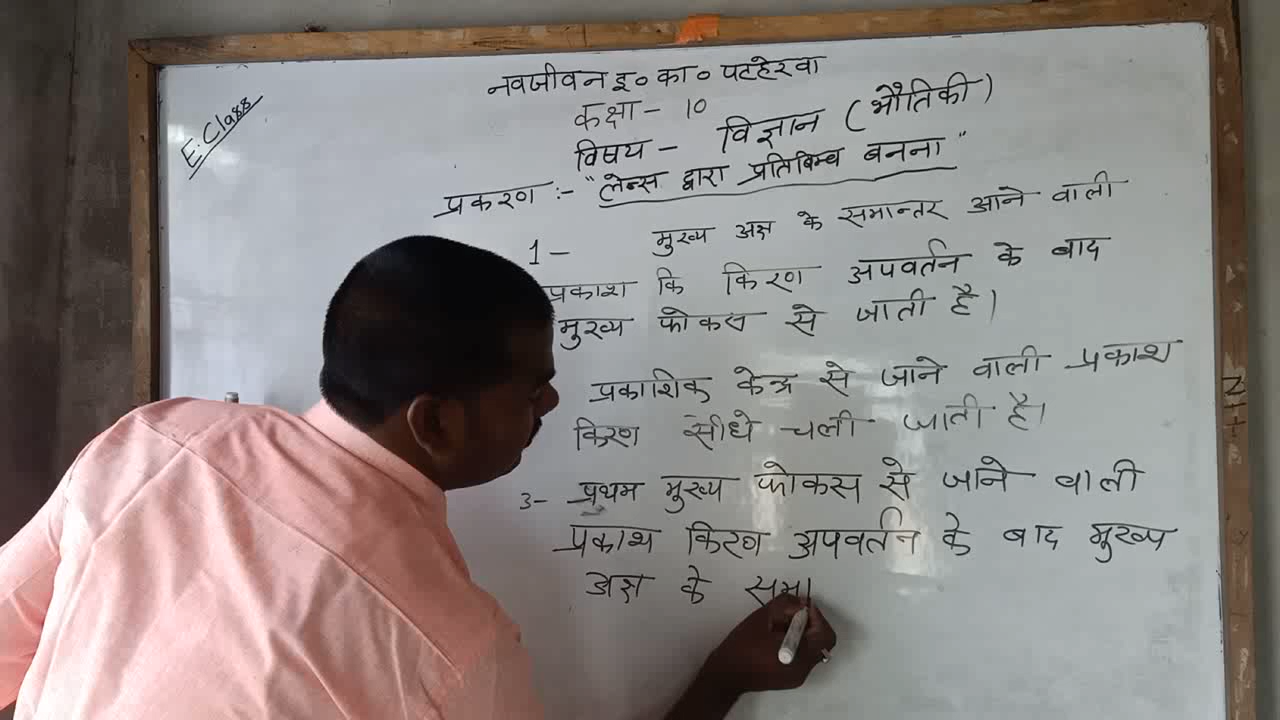 E. Class
नवजीवन इ० का० पटहेरवा
कक्षा - 10
विषय - विज्ञान (भौतिकी)
प्रकरण :- "लेन्स द्वारा प्रतिबिम्ब बनना"
1- मुख्य अक्ष के समान्तर आने वाली
प्रकाश कि किरण अपवर्तन के बाद
मुख्य फोकस से जाती है।
प्रकाशिक केन्द्र से जाने वाली प्रकाश
किरण सीधे चली जाती है।
3- प्रथम मुख्य फोकस से जाने वाली
प्रकाश किरण अपवर्तन के बाद मुख्य
अक्ष के समा